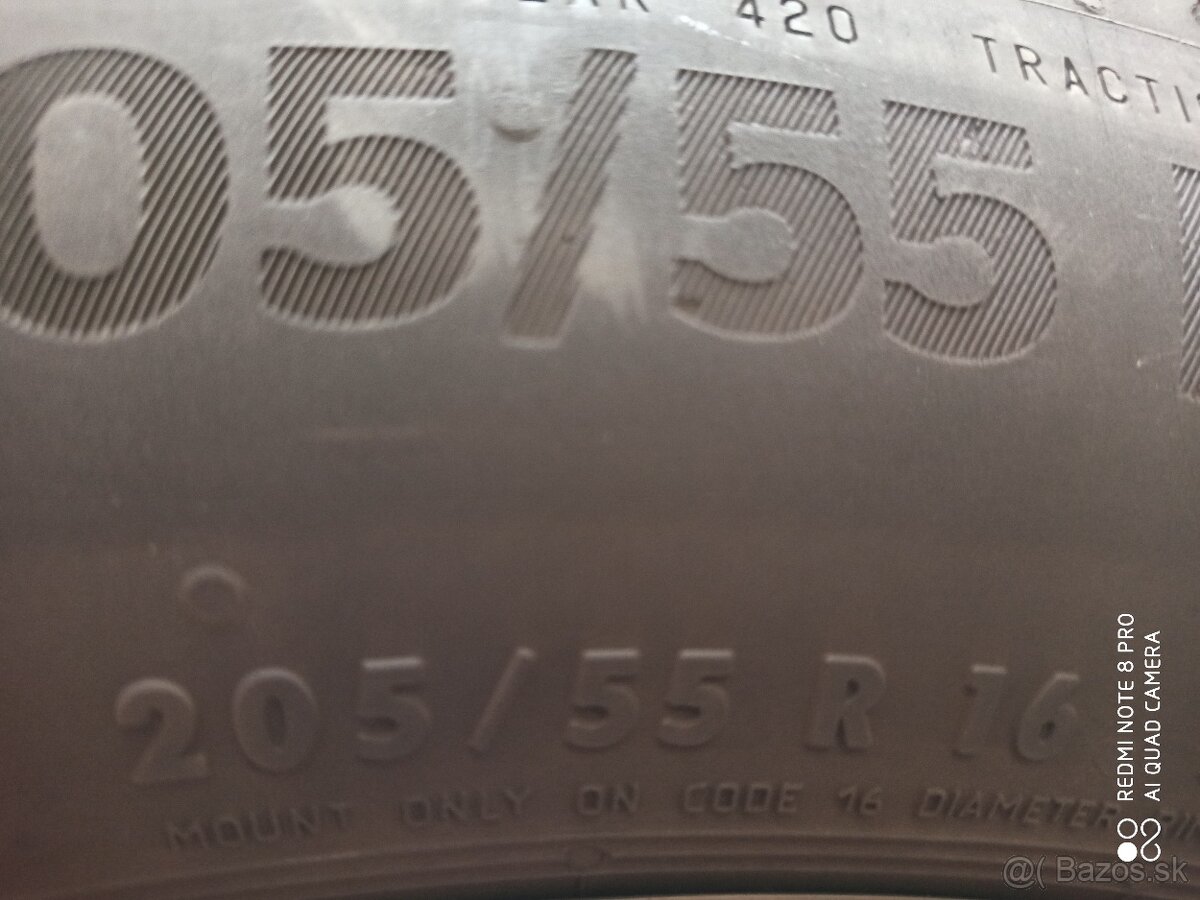 420 TRACTI
05/55
205/55 R 16
MOUNT ONLY ON CODE 16 DIAMETER
REDMI NOTE 8 PRO
AI QUAD CAMERA
@( Bazos.sk